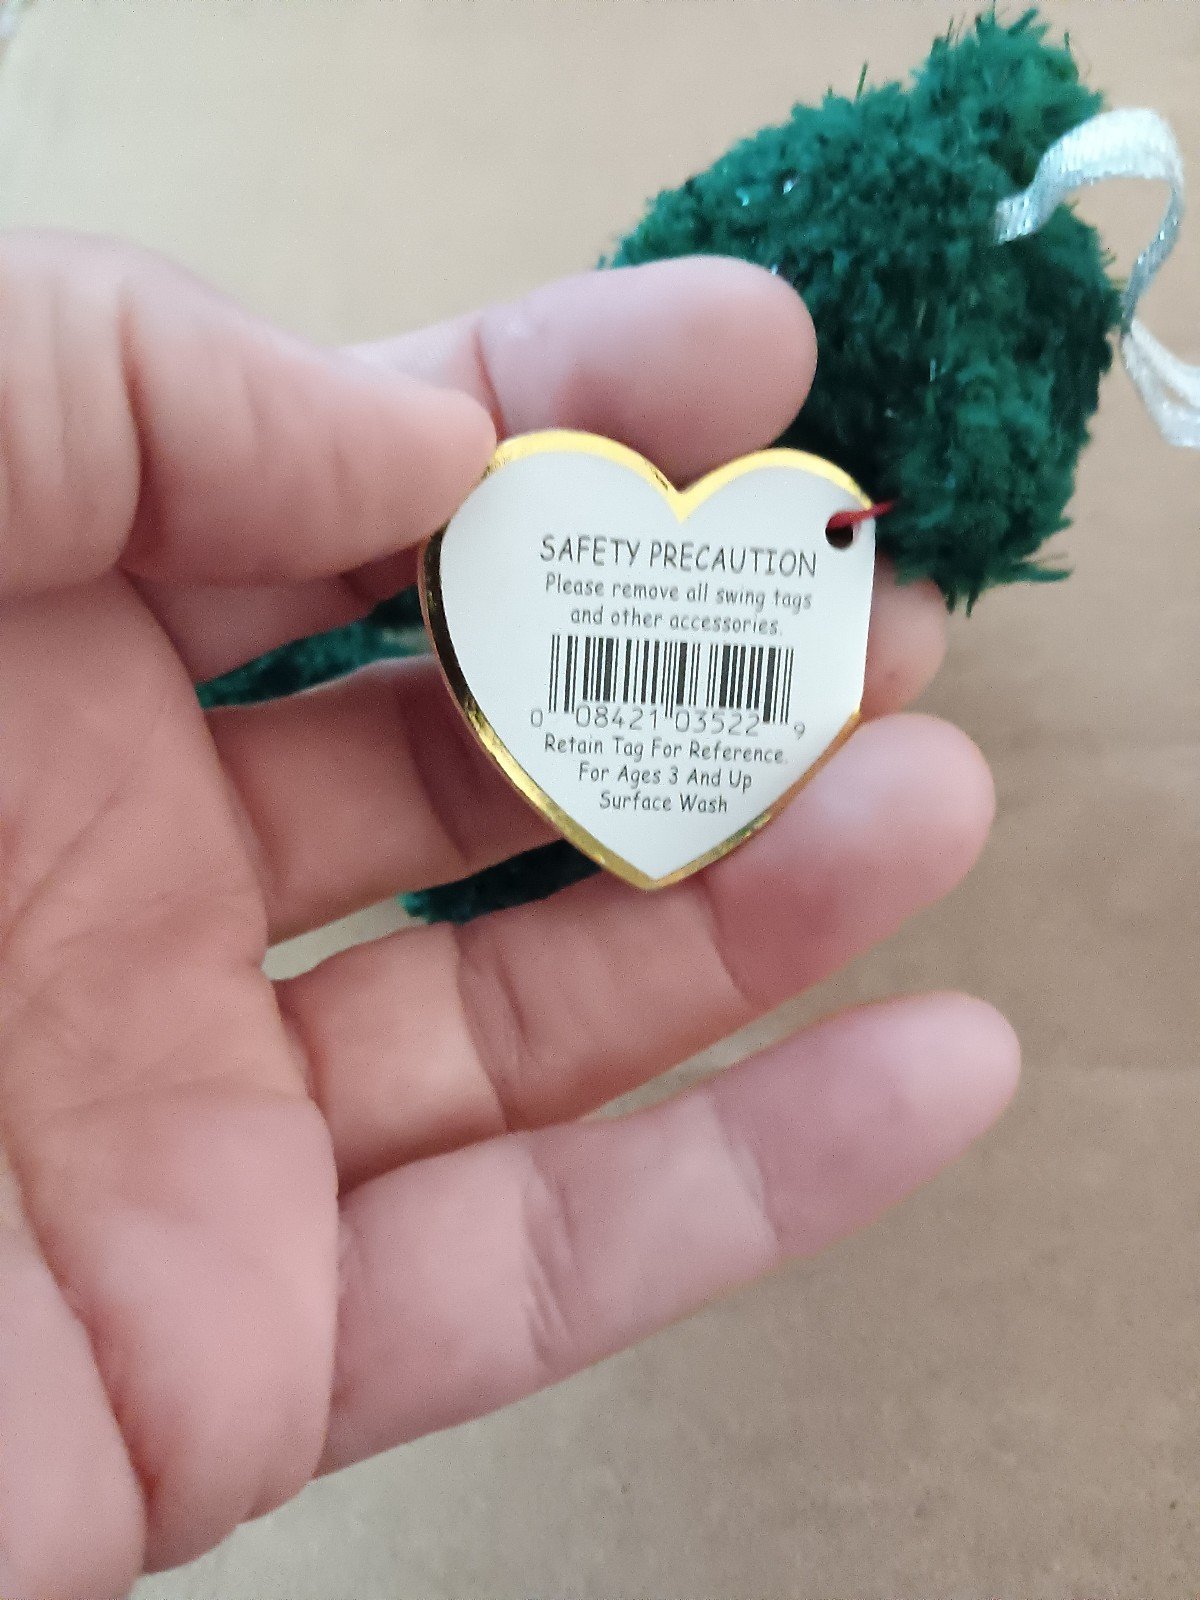 SAFETY PRECAUTION
Please remove all swing tags
and other accessories.
0 08421 03522 9
Retain Tag For Reference.
For Ages 3 And Up
Surface Wash